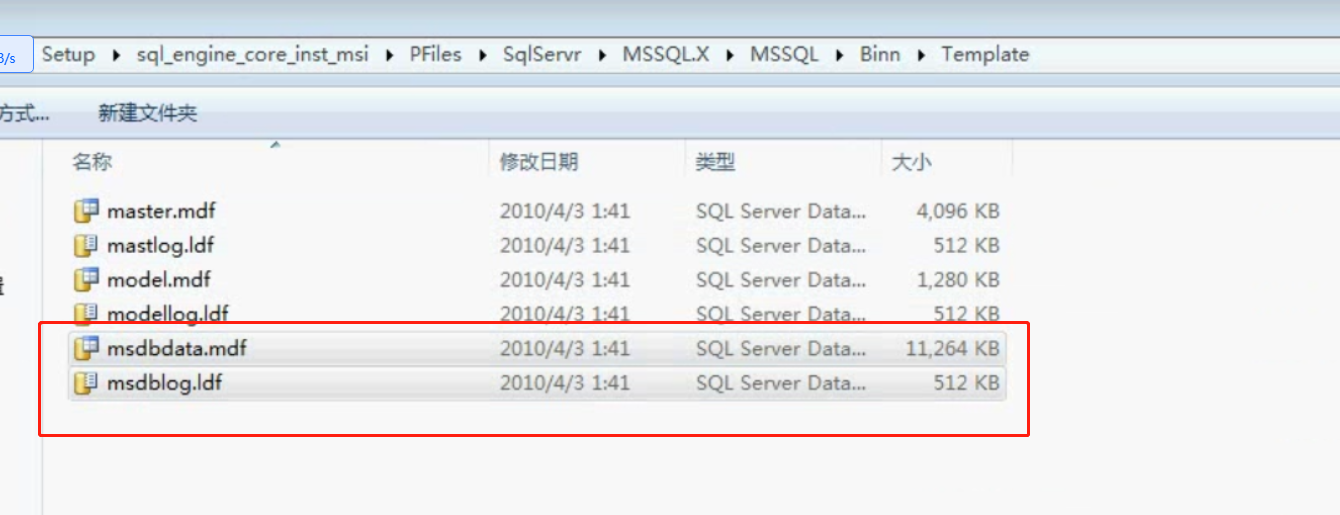 3/s
Setup sql_engine_core_inst_msi PFiles SqlServr MSSQL.X MSSQL Binn Template
方式... 新建文件夹
名称 修改日期 类型 大小
master.mdf 2010/4/3 1:41 SQL Server Data... 4,096 KB
mastlog.ldf 2010/4/3 1:41 SQL Server Data... 512 KB
model.mdf 2010/4/3 1:41 SQL Server Data... 1,280 KB
modellog.ldf 2010/4/3 1:41 SQL Server Data... 512 KB
msdbdata.mdf 2010/4/3 1:41 SQL Server Data... 11,264 KB
msdblog.ldf 2010/4/3 1:41 SQL Server Data... 512 KB